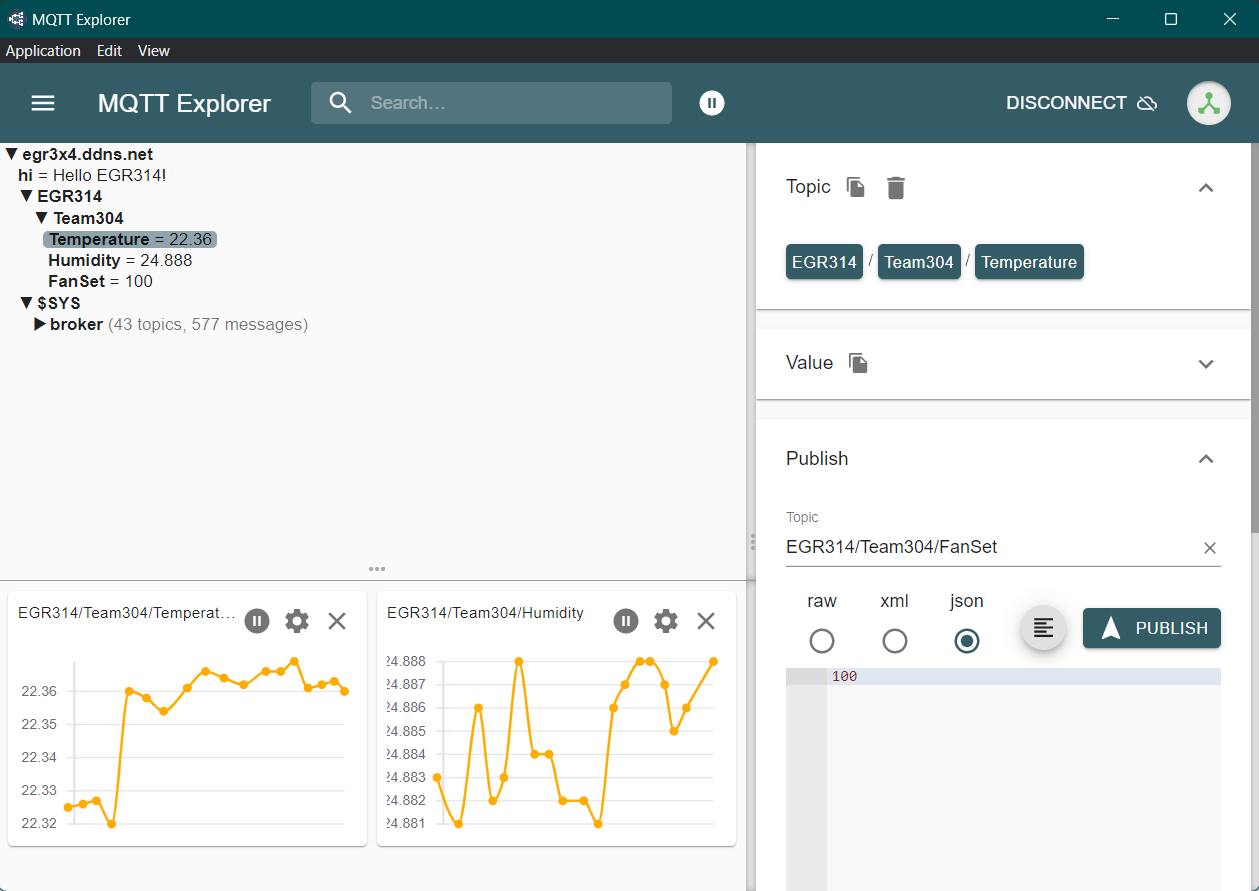 MQTT Explorer
Application Edit View
MQTT Explorer
Search...
DISCONNECT
egr3x4.ddns.net
hi = Hello EGR314!
EGR314
Team304
Temperature = 22.36
Humidity = 24.888
FanSet = 100
$SYS
broker (43 topics, 577 messages)
EGR314/Team304/Temperat...
22.36
22.35
22.34
22.33
22.32
EGR314/Team304/Humidity
24.888
24.887
24.886
24.885
24.884
24.883
24.882
24.881
Topic
EGR314 / Team304 / Temperature
Value
Publish
Topic
EGR314/Team304/FanSet
raw xml json
PUBLISH
100